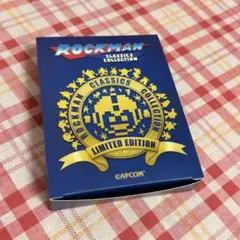 ROCKMAN
CLASSICS
COLLECTION
ROCKMAN CLASSICS COLLECTION
LIMITED EDITION
CAPCOM